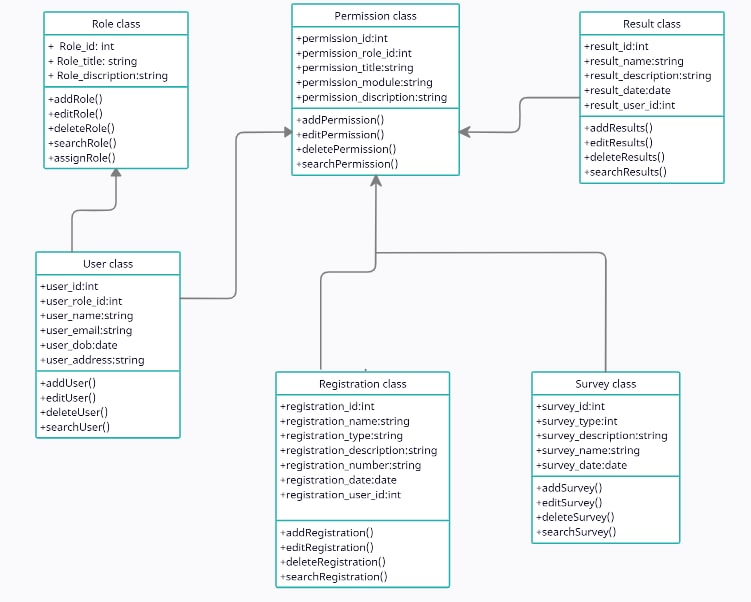 Role class
+ Role_id: int
+ Role_title: string
+ Role_discription:string
+addRole()
+editRole()
+deleteRole()
+searchRole()
+assignRole()
Permission class
+permission_id:int
+permission_role_id:int
+permission_title:string
+permission_module:string
+permission_discription:string
+addPermission()
+editPermission()
+deletePermission()
+searchPermission()
Result class
+result_id:int
+result_name:string
+result_description:string
+result_date:date
+result_user_id:int
+addResults()
+editResults()
+deleteResults()
+searchResults()
User class
+user_id:int
+user_role_id:int
+user_name:string
+user_email:string
+user_dob:date
+user_address:string
+addUser()
+editUser()
+deleteUser()
+searchUser()
Registration class
+registration_id:int
+registration_name:string
+registration_type:string
+registration_description:string
+registration_number:string
+registration_date:date
+registration_user_id:int
+addRegistration()
+editRegistration()
+deleteRegistration()
+searchRegistration()
Survey class
+survey_id:int
+survey_type:int
+survey_description:string
+survey_name:string
+survey_date:date
+addSurvey()
+editSurvey()
+deleteSurvey()
+searchSurvey()